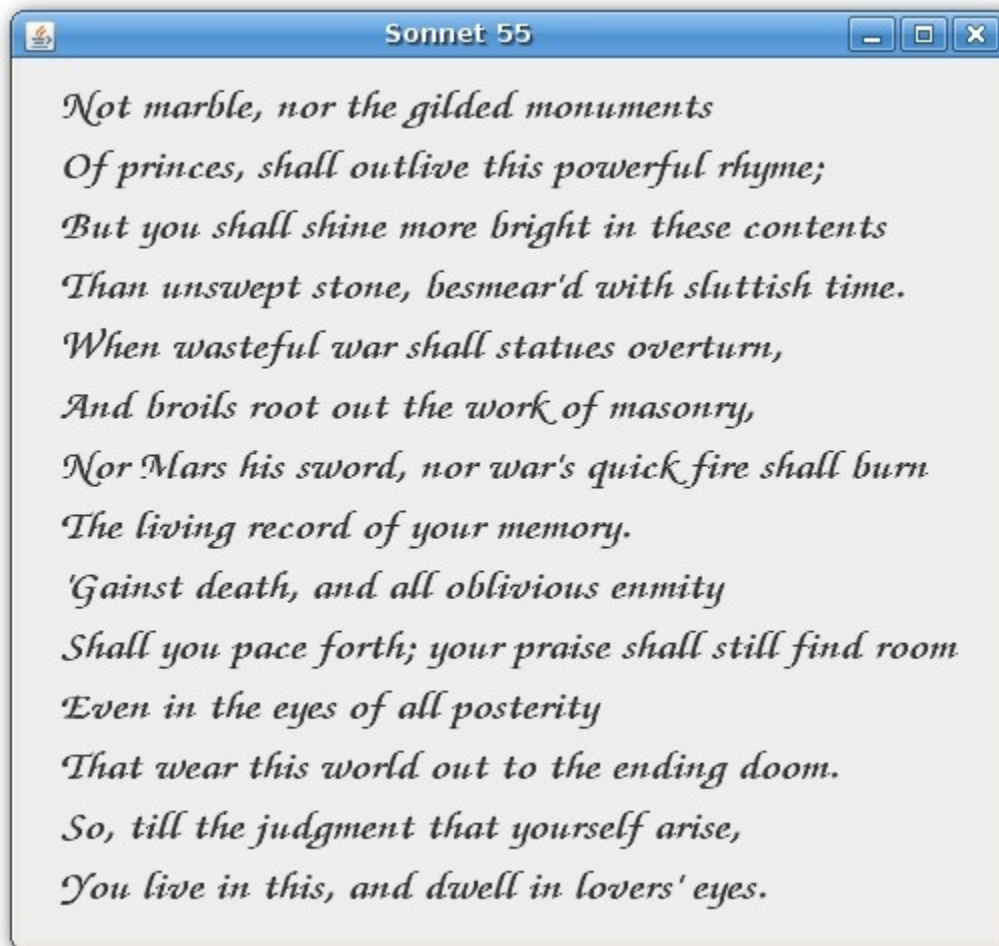 Sonnet 55
Not marble, nor the gilded monuments
Of princes, shall outlive this powerful rhyme;
But you shall shine more bright in these contents
Than unswept stone, besmear'd with sluttish time.
When wasteful war shall statues overturn,
And broils root out the work of masonry,
Nor Mars his sword, nor war's quick fire shall burn
The living record of your memory.
'Gainst death, and all oblivious enmity
Shall you pace forth; your praise shall still find room
Even in the eyes of all posterity
That wear this world out to the ending doom.
So, till the judgment that yourself arise,
You live in this, and dwell in lovers' eyes.